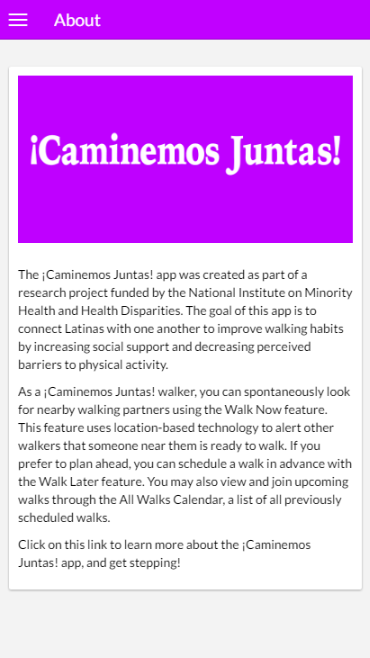 About
¡Caminemos Juntas!
The ¡Caminemos Juntas! app was created as part of a
research project funded by the National Institute on Minority
Health and Health Disparities. The goal of this app is to
connect Latinas with one another to improve walking habits
by increasing social support and decreasing perceived
barriers to physical activity.
As a ¡Caminemos Juntas! walker, you can spontaneously look
for nearby walking partners using the Walk Now feature.
This feature uses location-based technology to alert other
walkers that someone near them is ready to walk. If you
prefer to plan ahead, you can schedule a walk in advance with
the Walk Later feature. You may also view and join upcoming
walks through the All Walks Calendar, a list of all previously
scheduled walks.
Click on this link to learn more about the ¡Caminemos
Juntas! app, and get stepping!